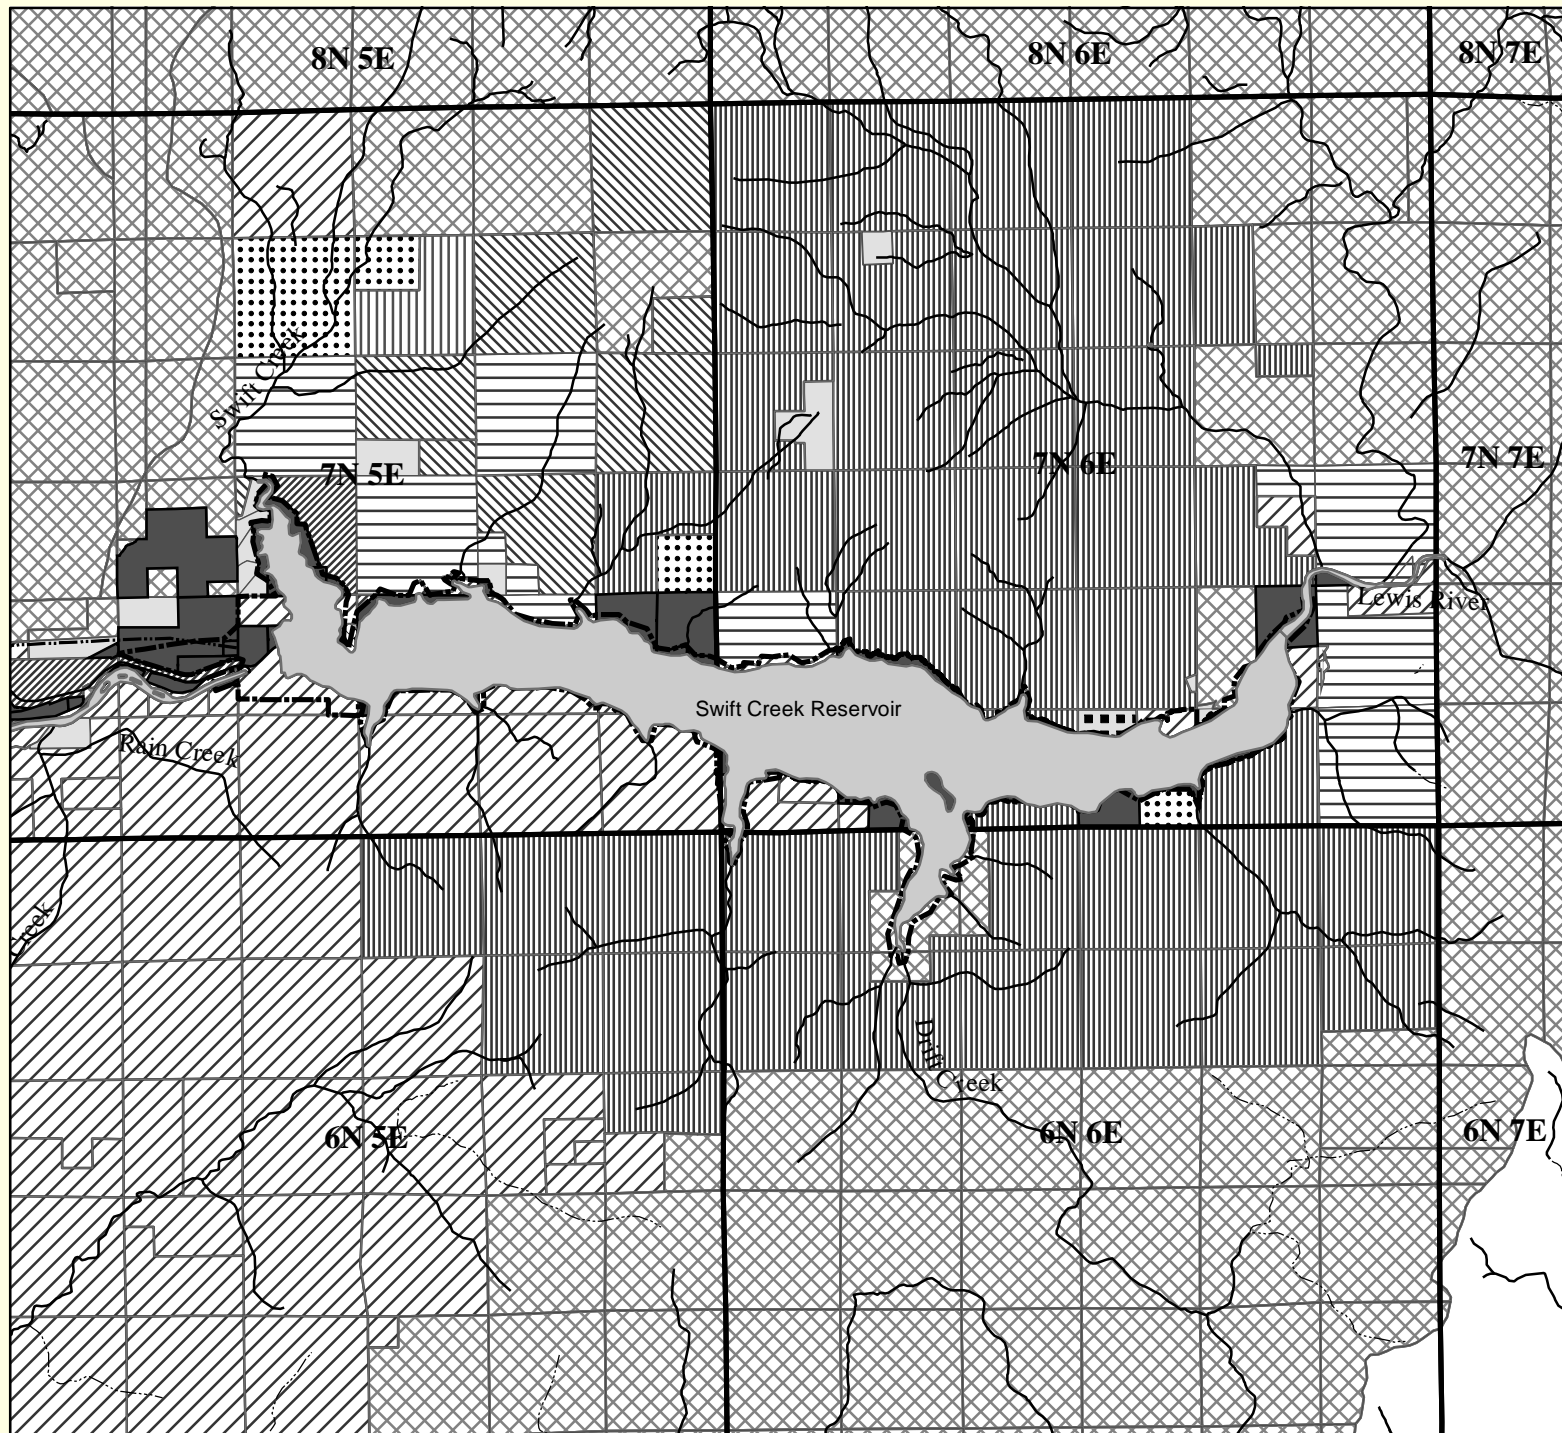 8N 5E
8N 6E
8N 7E
Swift Creek
7N 5E
7N 6E
7N 7E
Lewis River
Swift Creek Reservoir
Rain Creek
Creek
Drift Creek
6N 5E
6N 6E
6N 7E